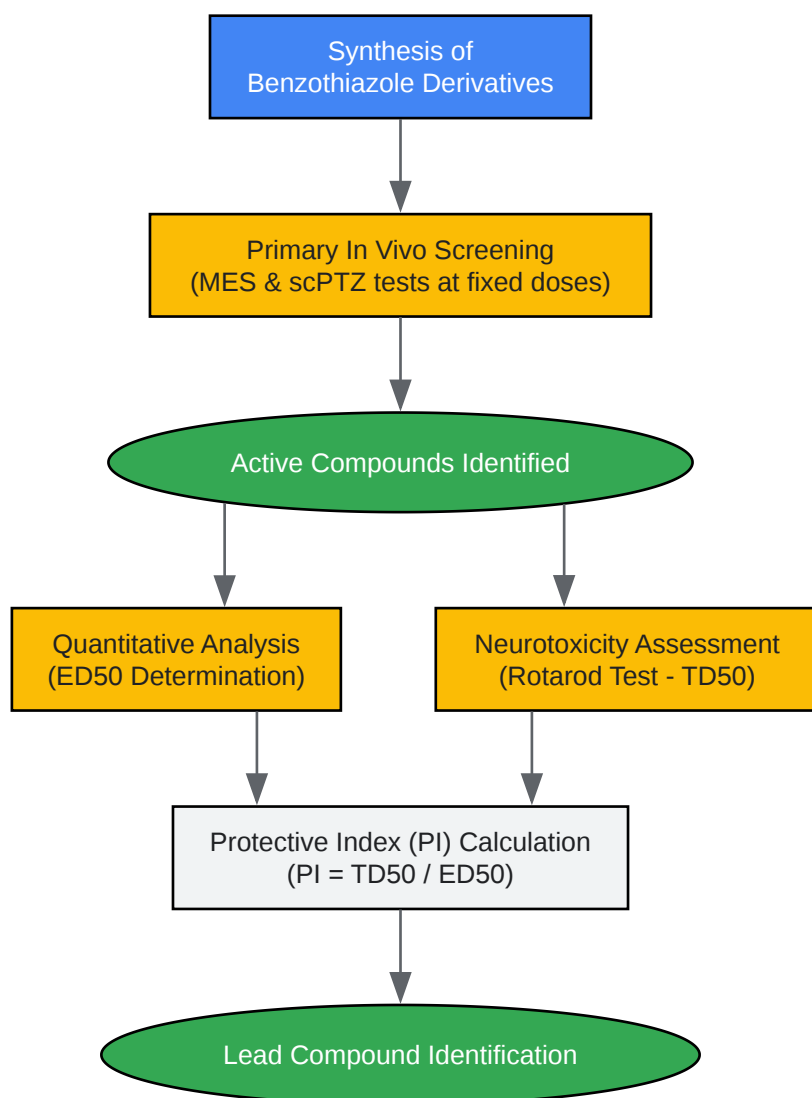 Synthesis of
Benzothiazole Derivatives
Primary In Vivo Screening
(MES & scPTZ tests at fixed doses)
Active Compounds Identified
Quantitative Analysis
(ED50 Determination)
Neurotoxicity Assessment
(Rotarod Test - TD50)
Protective Index (PI) Calculation
(PI = TD50 / ED50)
Lead Compound Identification